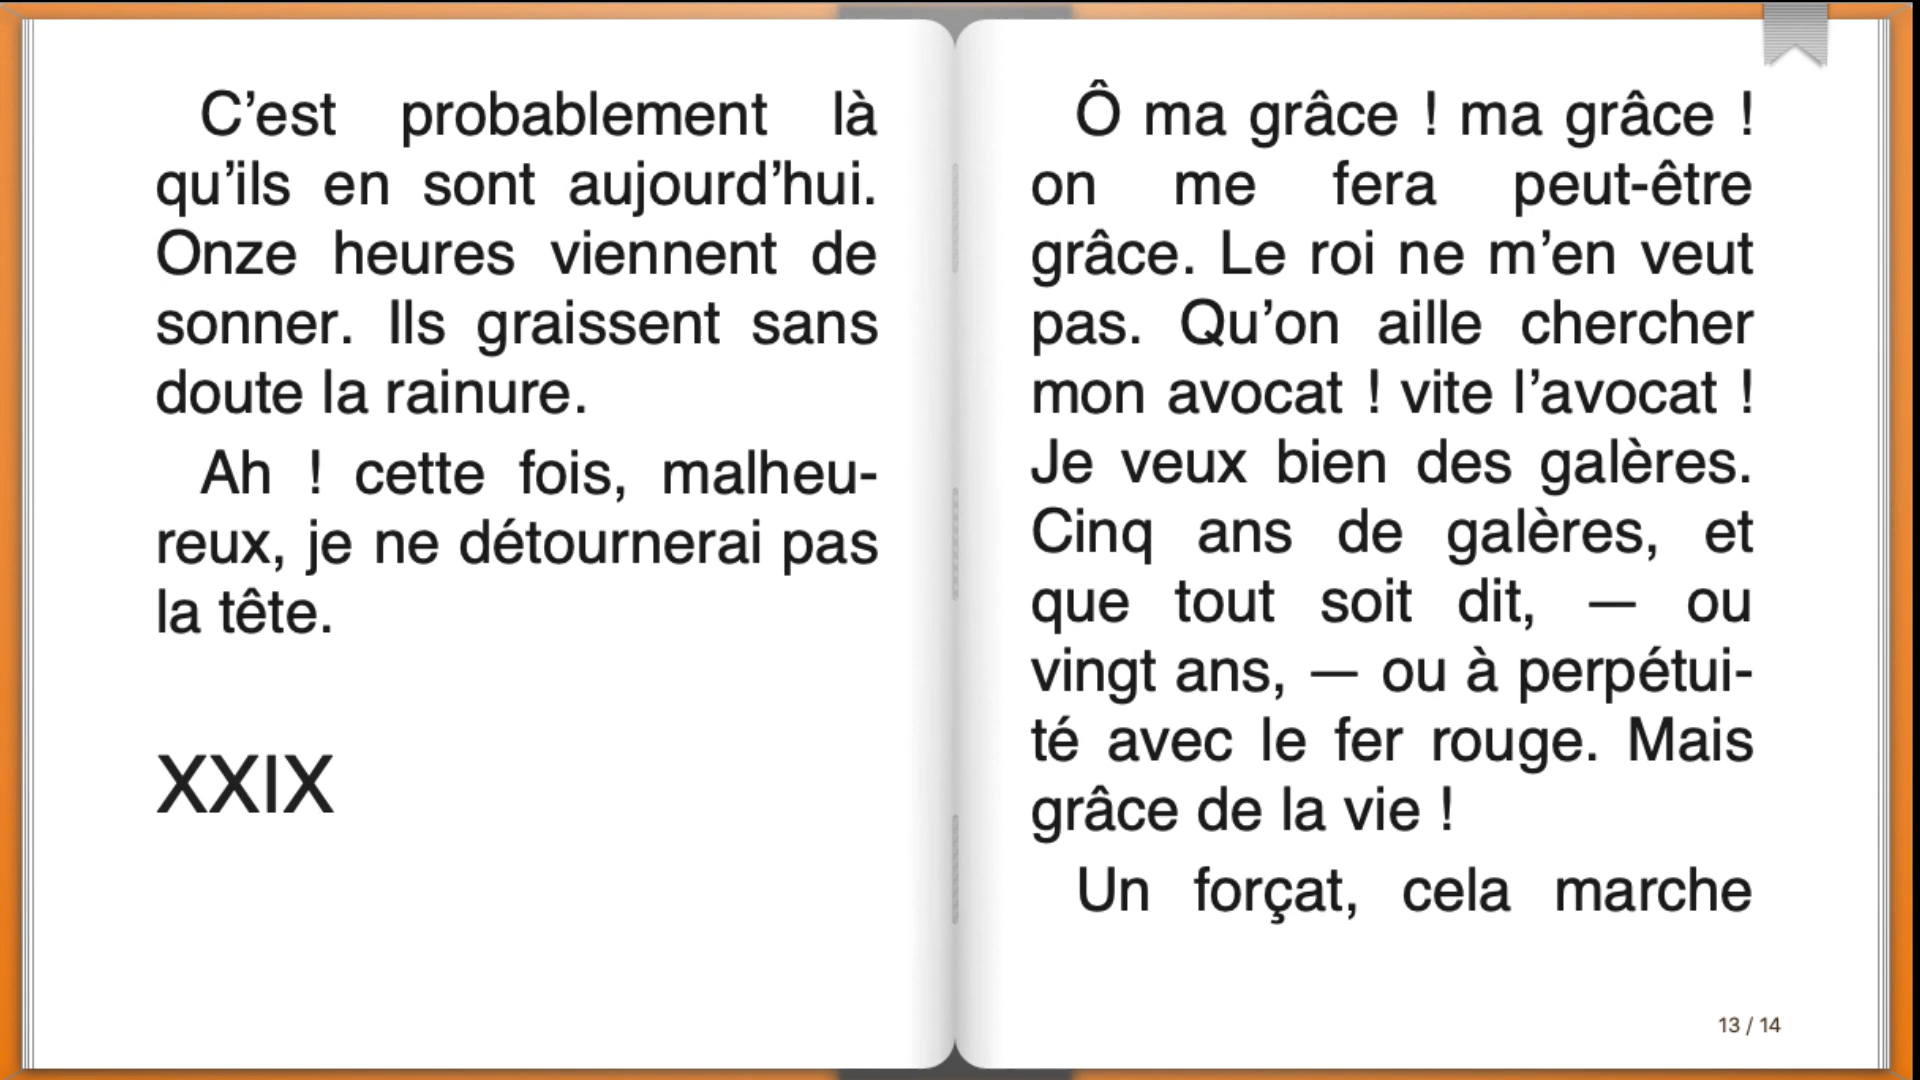 C’est probablement là
qu’ils en sont aujourd’hui.
Onze heures viennent de
sonner. Ils graissent sans
doute la rainure.
Ah ! cette fois, malheu-
reux, je ne détournerai pas
la tête.
XXIX
Ô ma grâce ! ma grâce !
on me fera peut-être
grâce. Le roi ne m’en veut
pas. Qu’on aille chercher
mon avocat ! vite l’avocat !
Je veux bien des galères.
Cinq ans de galères, et
que tout soit dit, — ou
vingt ans, — ou à perpétui-
té avec le fer rouge. Mais
grâce de la vie !
Un forçat, cela marche
13 / 14